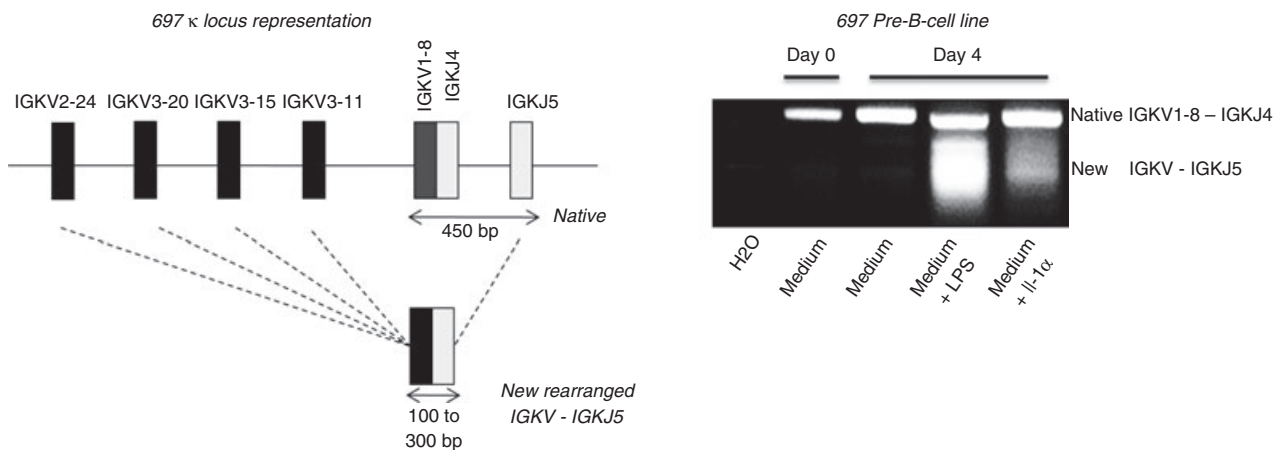 697 κ locus representation
IGKV2-24
IGKV3-20
IGKV3-15
IGKV3-11
IGKV1-8
IGKJ4
IGKJ5
450 bp
Native
100 to
300 bp
New rearranged
IGKV - IGKJ5
697 Pre-B-cell line
Day 0
Day 4
Native IGKV1-8 – IGKJ4
New IGKV - IGKJ5
H2O
Medium
Medium
Medium
+ LPS
Medium
+ Il-1α